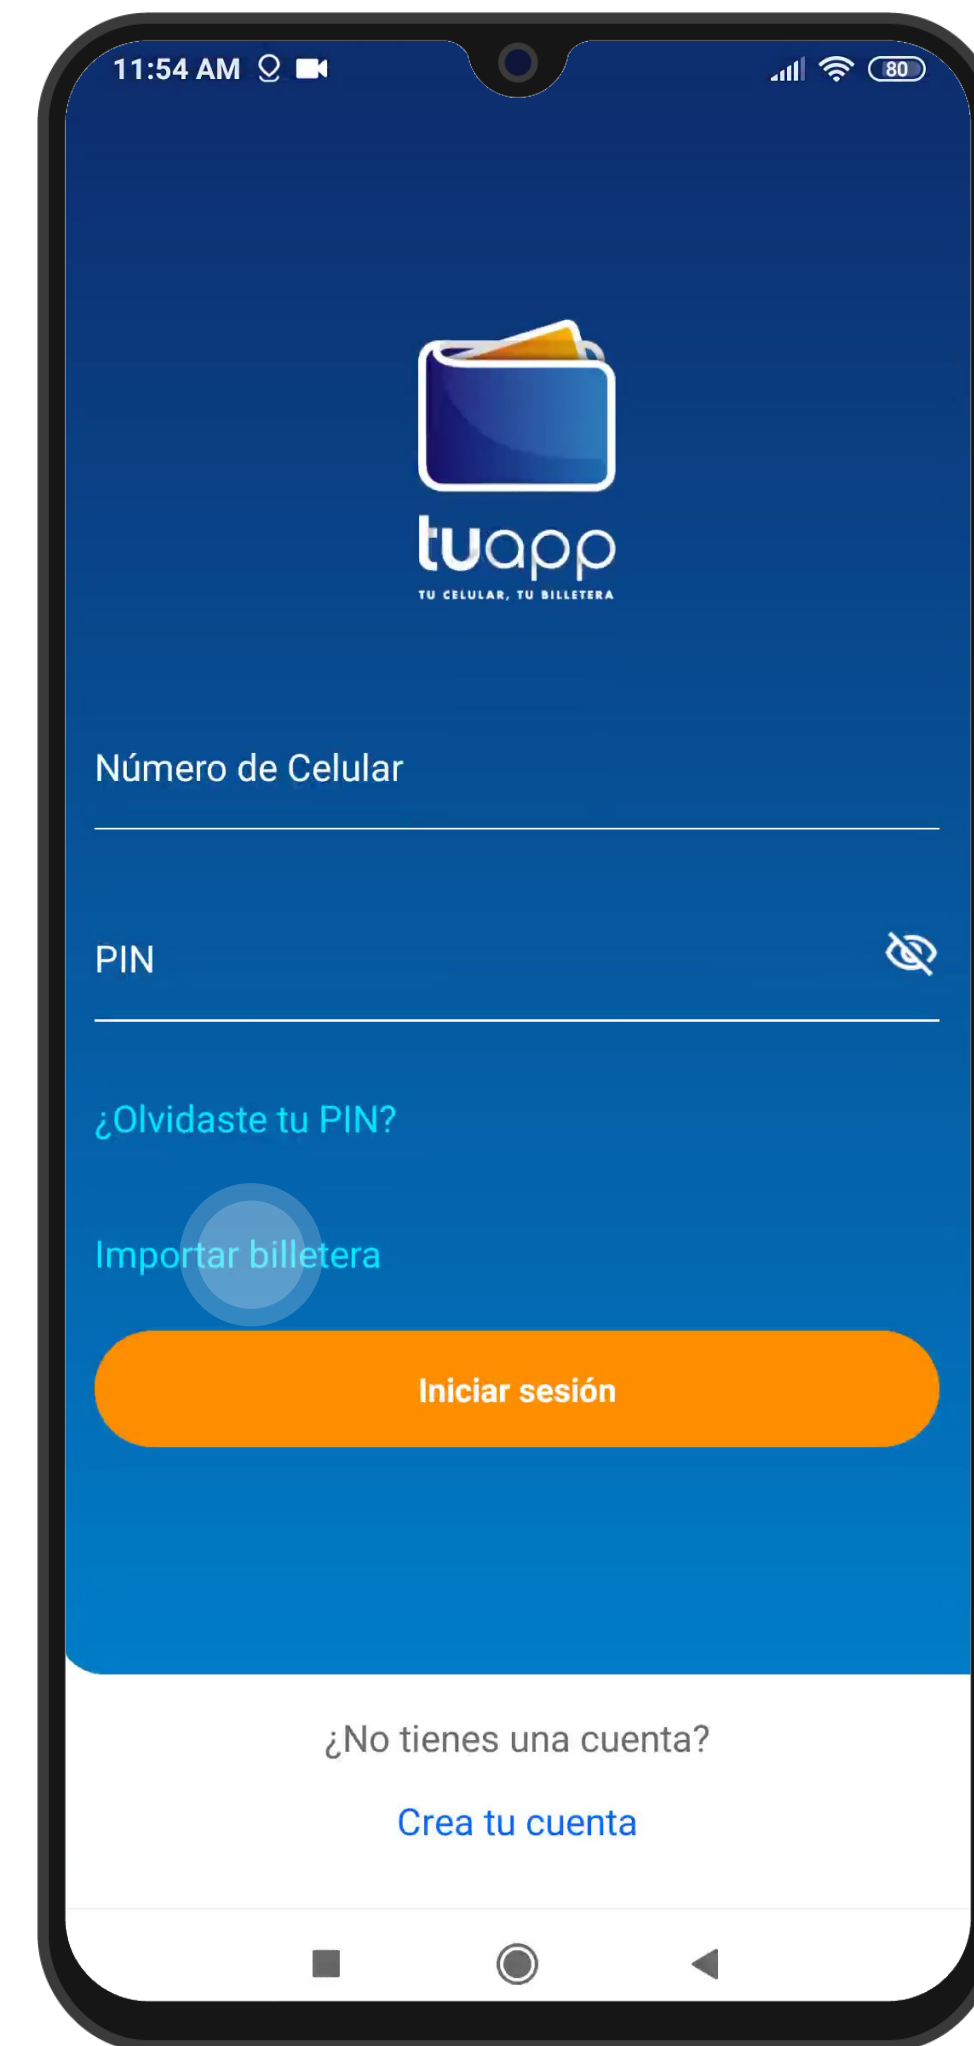 11:54 AM 80
tuapp
TU CELULAR, TU BILLETERA
Número de Celular
PIN
¿Olvidaste tu PIN?
Importar billetera
Iniciar sesión
¿No tienes una cuenta?
Crea tu cuenta